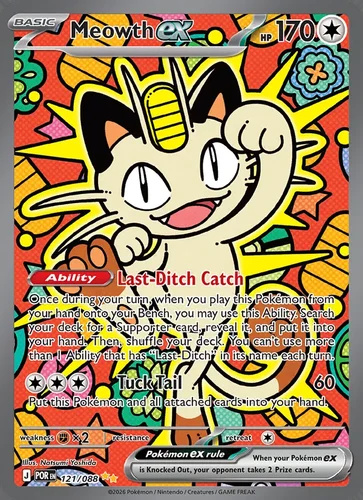 BASIC Meowth ex HP 170
Ability Last-Ditch Catch
Once during your turn, when you play this Pokémon from
your hand onto your Bench, you may use this Ability. Search
your deck for a Supporter card, reveal it, and put it into
your hand. Then, shuffle your deck. You can't use more
than 1 Ability that has "Last-Ditch" in its name each turn.
Tuck Tail 60
Put this Pokémon and all attached cards into your hand.
weakness ×2 resistance retreat
Illus. Natsumi Yoshida
Pokémon ex rule When your Pokémon ex
is Knocked Out, your opponent takes 2 Prize cards.
J POR EN 121/088
©2026 Pokémon / Nintendo / Creatures / GAME FREAK